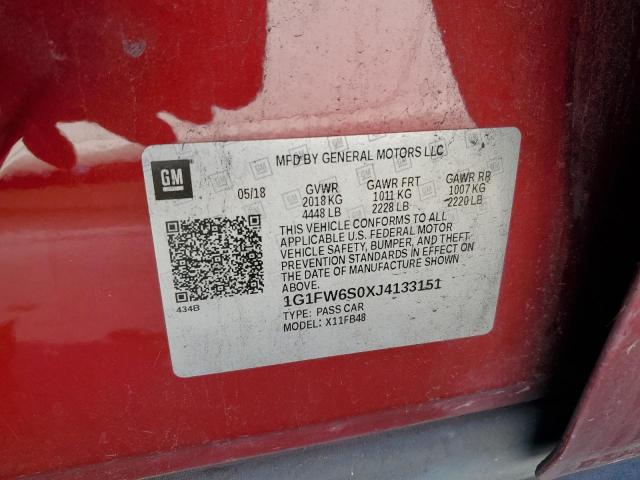 MFD BY GENERAL MOTORS LLC
GM
05/18
GVWR GAWR FRT GAWR RR
2018 KG 1011 KG 1007 KG
4448 LB 2228 LB 2220 LB
THIS VEHICLE CONFORMS TO ALL
APPLICABLE U.S. FEDERAL MOTOR
VEHICLE SAFETY, BUMPER, AND THEFT
PREVENTION STANDARDS IN EFFECT ON
THE DATE OF MANUFACTURE SHOWN
ABOVE.
1G1FW6S0XJ4133151
434B
TYPE: PASS CAR
MODEL: X11FB48